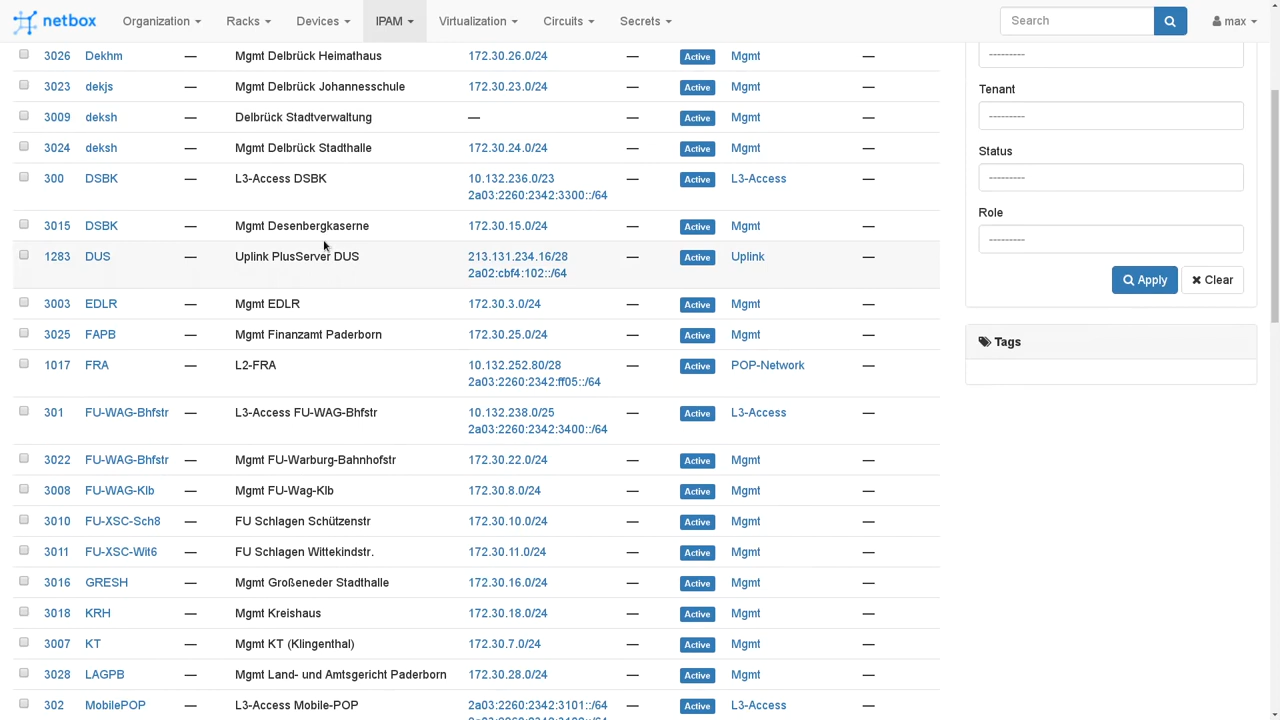 netbox Organization Racks Devices IPAM Virtualization Circuits Secrets Search max
3026 Dekhm — Mgmt Delbrück Heimathaus 172.30.26.0/24 — Active Mgmt —
---------
3023 dekjs — Mgmt Delbrück Johannesschule 172.30.23.0/24 — Active Mgmt —
Tenant
3009 deksh — Delbrück Stadtverwaltung — — Active Mgmt —
---------
3024 deksh — Mgmt Delbrück Stadthalle 172.30.24.0/24 — Active Mgmt —
Status
300 DSBK — L3-Access DSBK 10.132.236.0/23 — Active L3-Access —
---------
2a03:2260:2342:3300::/64
Role
3015 DSBK — Mgmt Desenbergkaserne 172.30.15.0/24 — Active Mgmt —
---------
1283 DUS — Uplink PlusServer DUS 213.131.234.16/28 — Active Uplink —
2a02:cbf4:102::/64
Apply Clear
3003 EDLR — Mgmt EDLR 172.30.3.0/24 — Active Mgmt —
3025 FAPB — Mgmt Finanzamt Paderborn 172.30.25.0/24 — Active Mgmt —
Tags
1017 FRA — L2-FRA 10.132.252.80/28 — Active POP-Network —
2a03:2260:2342:ff05::/64
301 FU-WAG-Bhfstr — L3-Access FU-WAG-Bhfstr 10.132.238.0/25 — Active L3-Access —
2a03:2260:2342:3400::/64
3022 FU-WAG-Bhfstr — Mgmt FU-Warburg-Bahnhofstr 172.30.22.0/24 — Active Mgmt —
3008 FU-WAG-Klb — Mgmt FU-Wag-Klb 172.30.8.0/24 — Active Mgmt —
3010 FU-XSC-Sch8 — FU Schlagen Schützenstr 172.30.10.0/24 — Active Mgmt —
3011 FU-XSC-Wit6 — FU Schlagen Wittekindstr. 172.30.11.0/24 — Active Mgmt —
3016 GRESH — Mgmt Großeneder Stadthalle 172.30.16.0/24 — Active Mgmt —
3018 KRH — Mgmt Kreishaus 172.30.18.0/24 — Active Mgmt —
3007 KT — Mgmt KT (Klingenthal) 172.30.7.0/24 — Active Mgmt —
3028 LAGPB — Mgmt Land- und Amtsgericht Paderborn 172.30.28.0/24 — Active Mgmt —
302 MobilePOP — L3-Access Mobile-POP 2a03:2260:2342:3101::/64 — Active L3-Access —